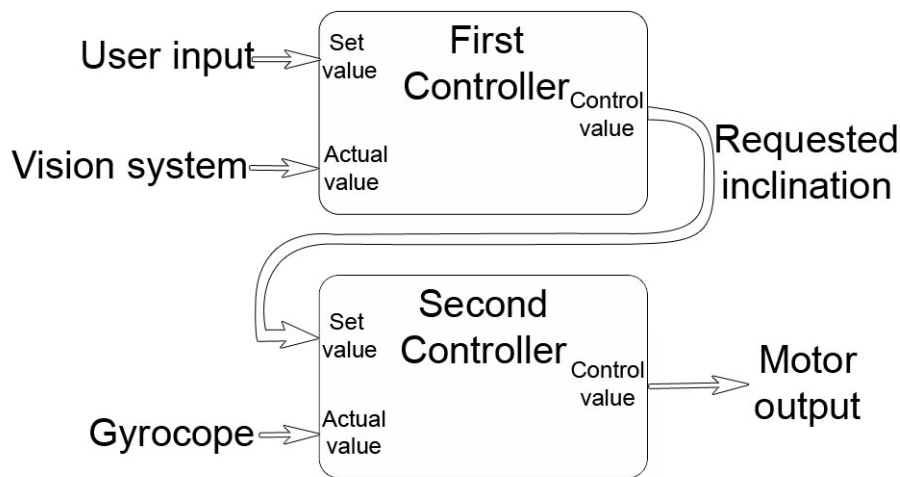 User input
Set
value
First
Controller
Control
value
Vision system
Actual
value
Requested
inclination
Set
value
Second
Controller
Control
value
Gyrocope
Actual
value
Motor
output